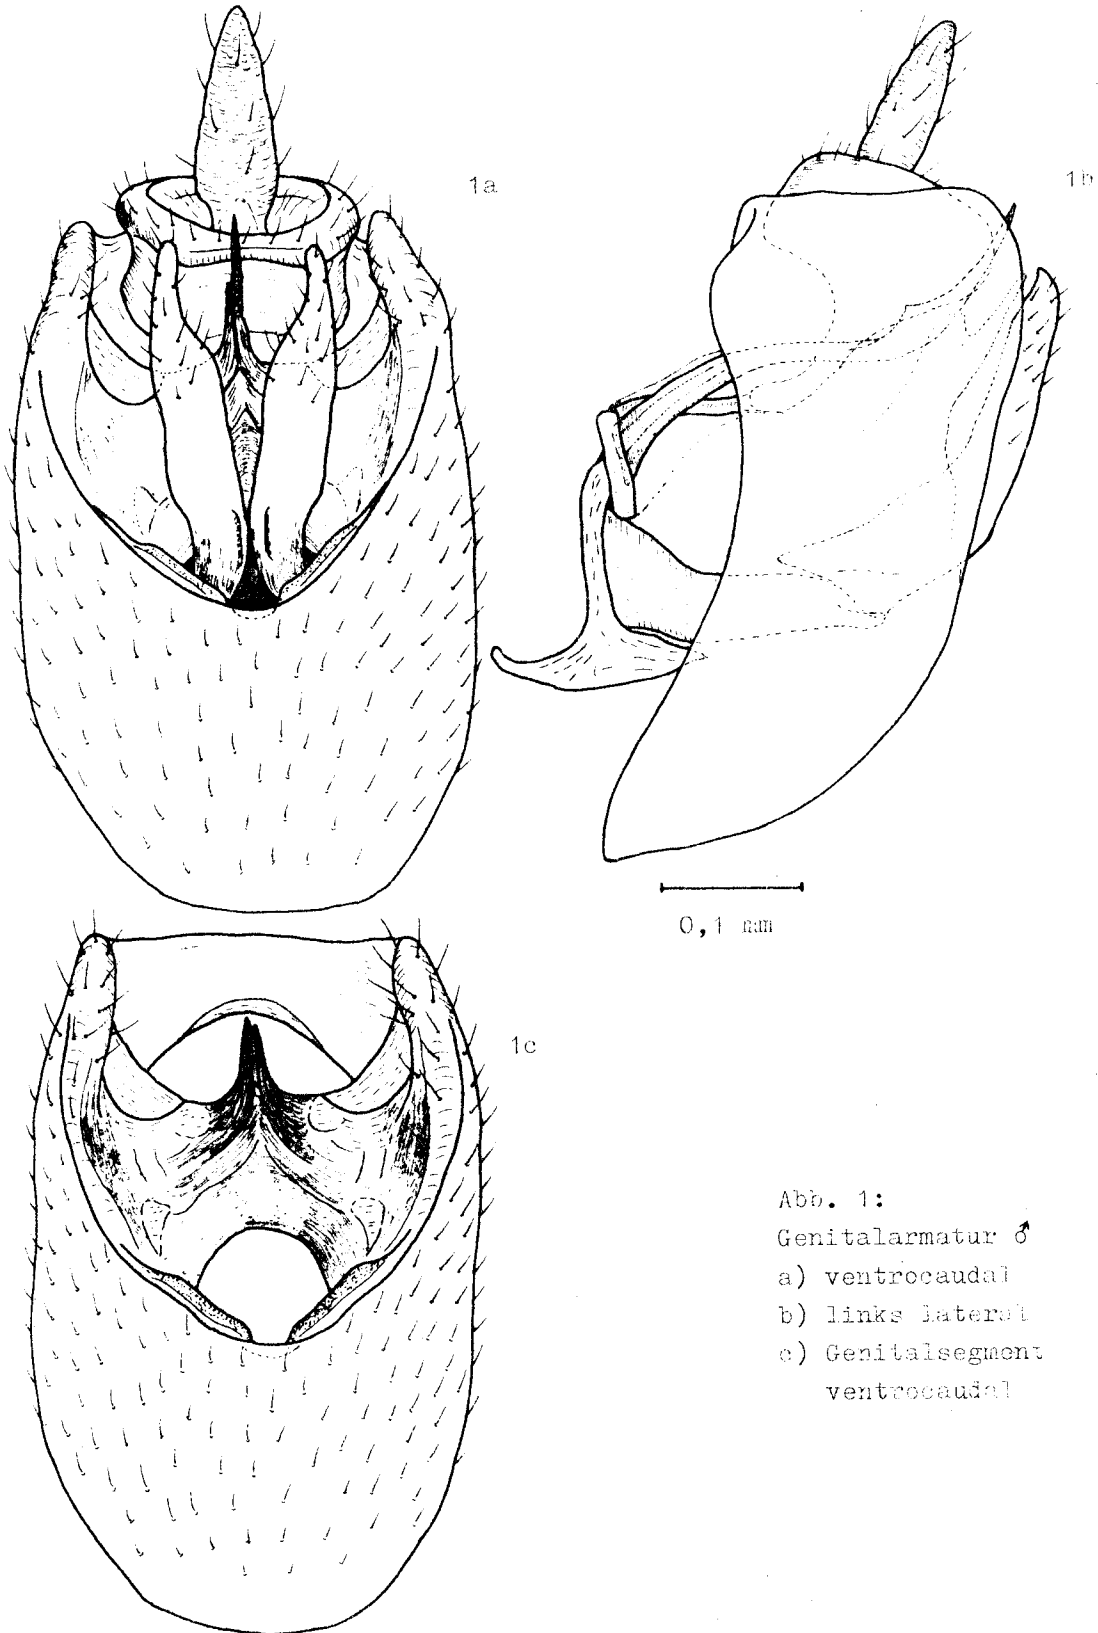 1a
1b
0,1 mm
1c
Abb. 1:
Genitalarmatur ♂
a) ventrocaudal
b) links lateral
c) Genitalsegment
ventrocaudal